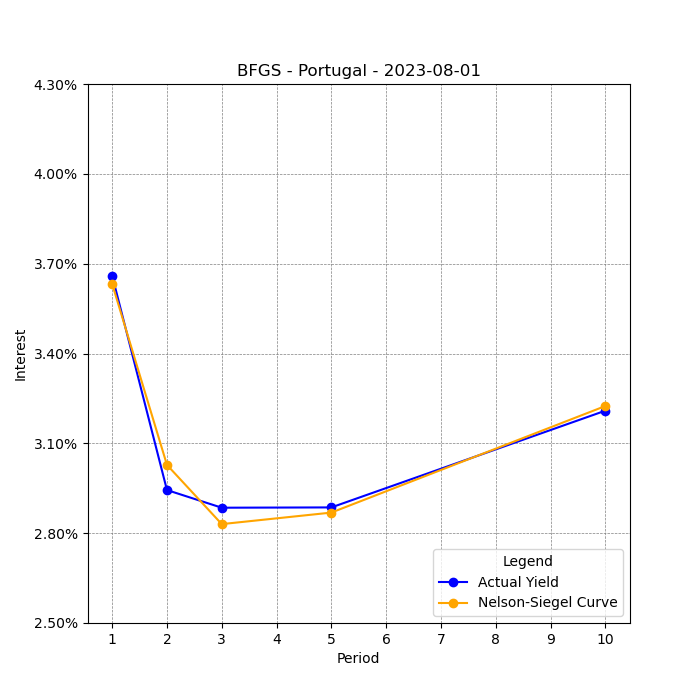 BFGS - Portugal - 2023-08-01
4.30%
4.00%
3.70%
3.40%
3.10%
2.80%
2.50%
Interest
1 2 3 4 5 6 7 8 9 10
Period
Legend
Actual Yield
Nelson-Siegel Curve